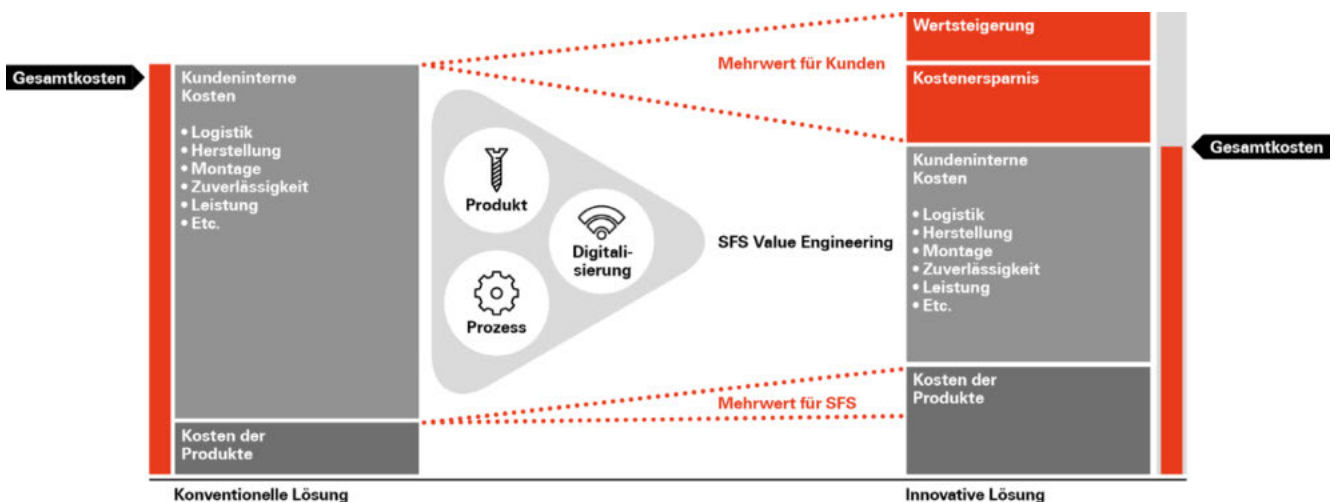 Gesamtkosten
Kundeninterne
Kosten
• Logistik
• Herstellung
• Montage
• Zuverlässigkeit
• Leistung
• Etc.
Kosten der
Produkte
Konventionelle Lösung
Produkt
Digitali-
sierung
Prozess
Mehrwert für Kunden
SFS Value Engineering
Mehrwert für SFS
Wertsteigerung
Kostenersparnis
Kundeninterne
Kosten
• Logistik
• Herstellung
• Montage
• Zuverlässigkeit
• Leistung
• Etc.
Kosten der
Produkte
Innovative Lösung
Gesamtkosten